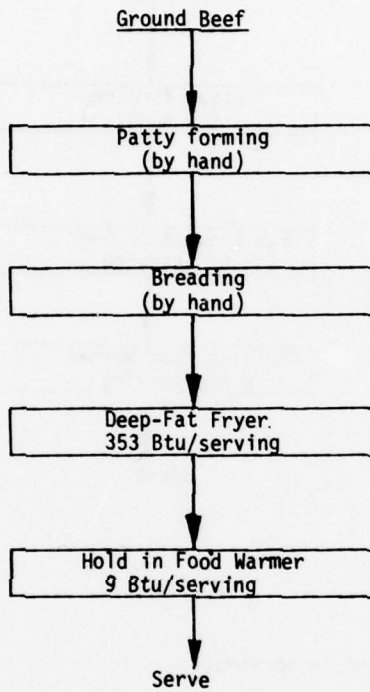 Ground Beef
Patty forming
(by hand)
Breading
(by hand)
Deep-Fat Fryer.
353 Btu/serving
Hold in Food Warmer
9 Btu/serving
Serve